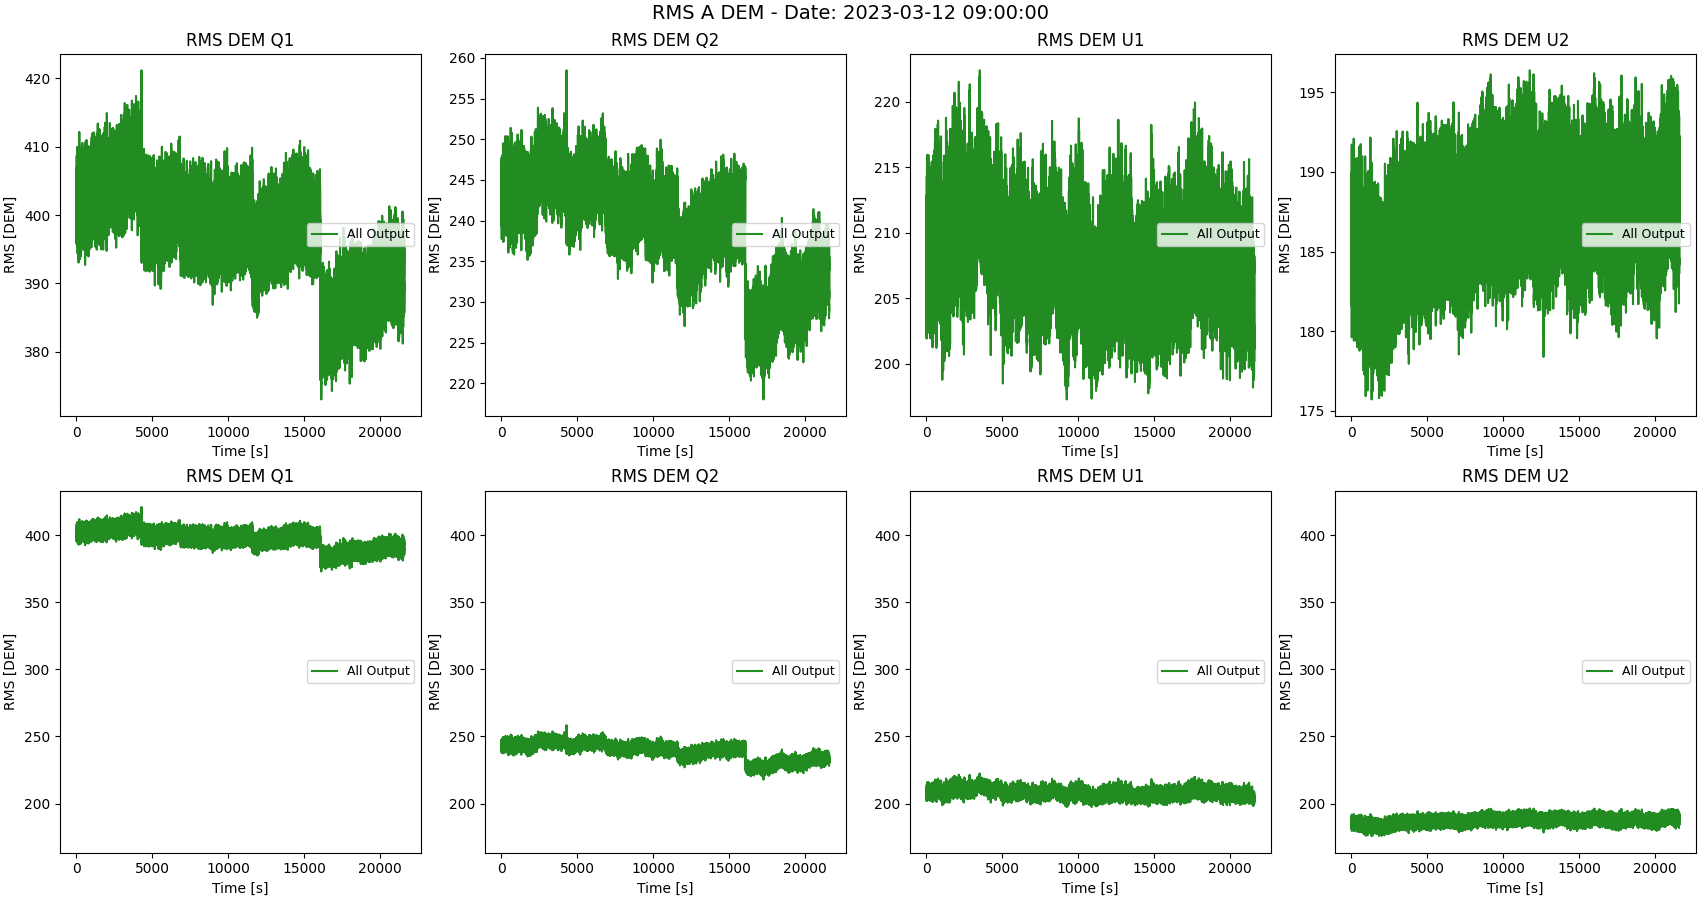 RMS A DEM - Date: 2023-03-12 09:00:00
RMS DEM Q1
RMS [DEM]
420
410
400
390
380
All Output
0 5000 10000 15000 20000
Time [s]
RMS DEM Q2
RMS [DEM]
260
255
250
245
240
235
230
225
220
All Output
0 5000 10000 15000 20000
Time [s]
RMS DEM U1
RMS [DEM]
220
215
210
205
200
All Output
0 5000 10000 15000 20000
Time [s]
RMS DEM U2
RMS [DEM]
195
190
185
180
175
All Output
0 5000 10000 15000 20000
Time [s]
RMS DEM Q1
RMS [DEM]
400
350
300
250
200
All Output
0 5000 10000 15000 20000
Time [s]
RMS DEM Q2
RMS [DEM]
400
350
300
250
200
All Output
0 5000 10000 15000 20000
Time [s]
RMS DEM U1
RMS [DEM]
400
350
300
250
200
All Output
0 5000 10000 15000 20000
Time [s]
RMS DEM U2
RMS [DEM]
400
350
300
250
200
All Output
0 5000 10000 15000 20000
Time [s]